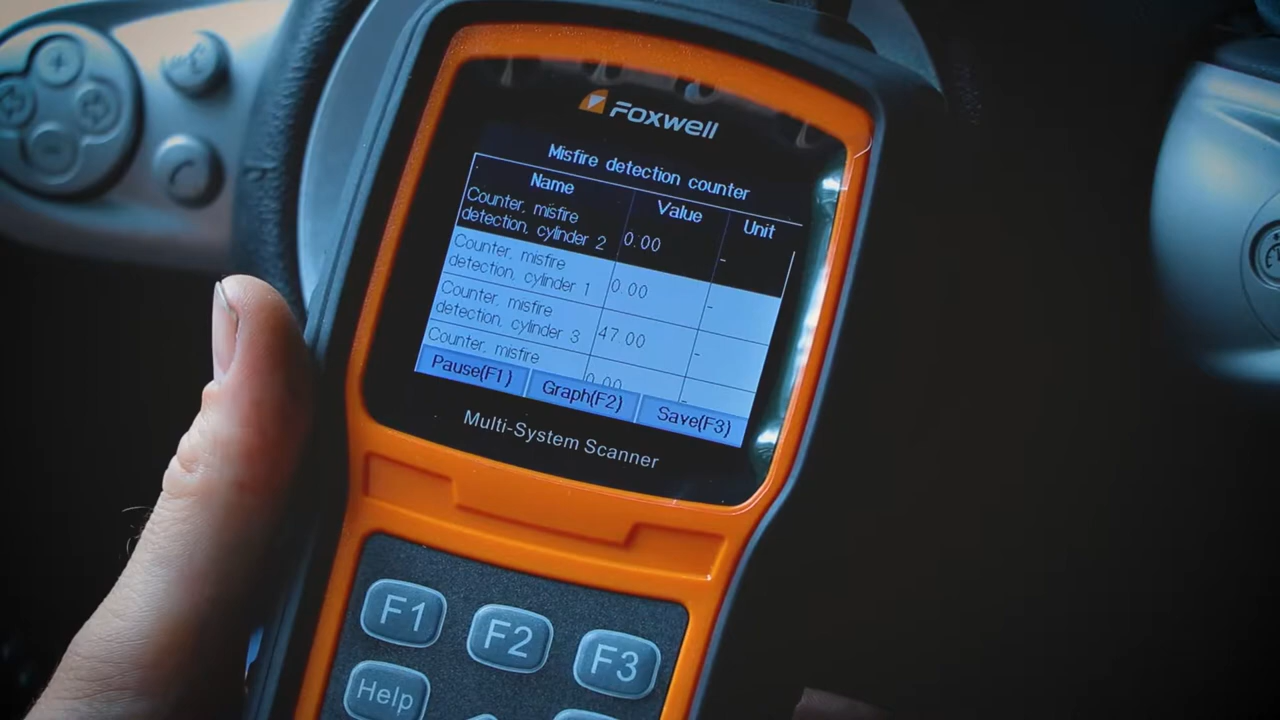 Foxwell
Misfire detection counter
Name Value Unit
Counter, misfire
detection, cylinder 2 0.00 -
Counter, misfire
detection, cylinder 1 0.00 -
Counter, misfire
detection, cylinder 3 47.00 -
Counter, misfire
0.00 -
Pause(F1) Graph(F2) Save(F3)
Multi-System Scanner
F1 F2 F3
Help